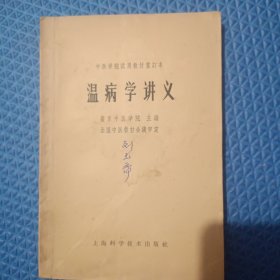 中医学院试用教材重订本
温病学讲义
南京中医学院 主编
全国中医教材会议审定
上海科学技术出版社